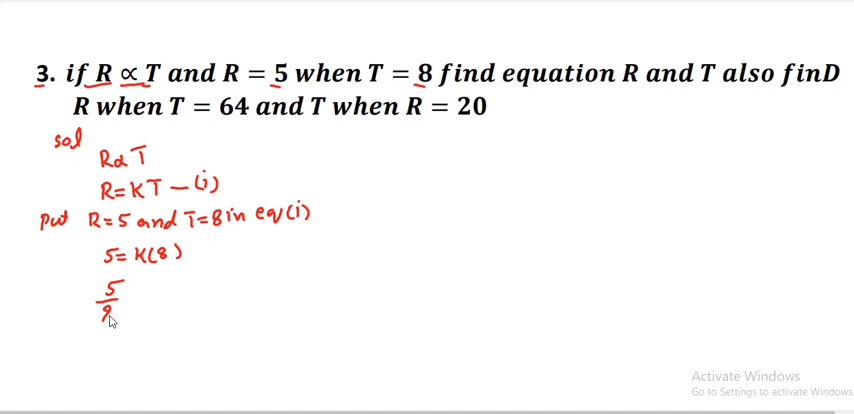 3. if R ∝ T and R = 5 when T = 8 find equation R and T also finD
R when T = 64 and T when R = 20
sol
R α T
R = KT — (i)
Put R = 5 and T = 8 in eq (i)
5 = K(8)
5
Activate Windows
Go to Settings to activate Windows.